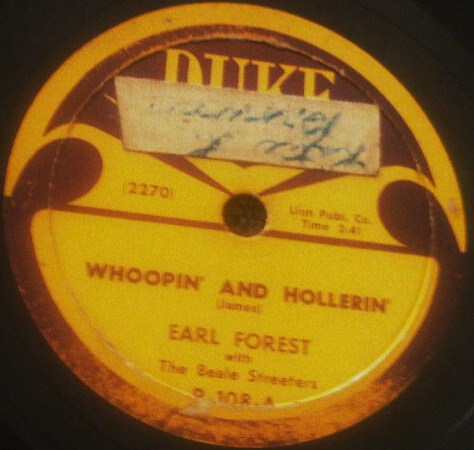 DUKE
(2270)
Lion Publ. Co.
Time 2:41
WHOOPIN' AND HOLLERIN'
(James)
EARL FOREST
with
The Beale Streeters
R-108-A